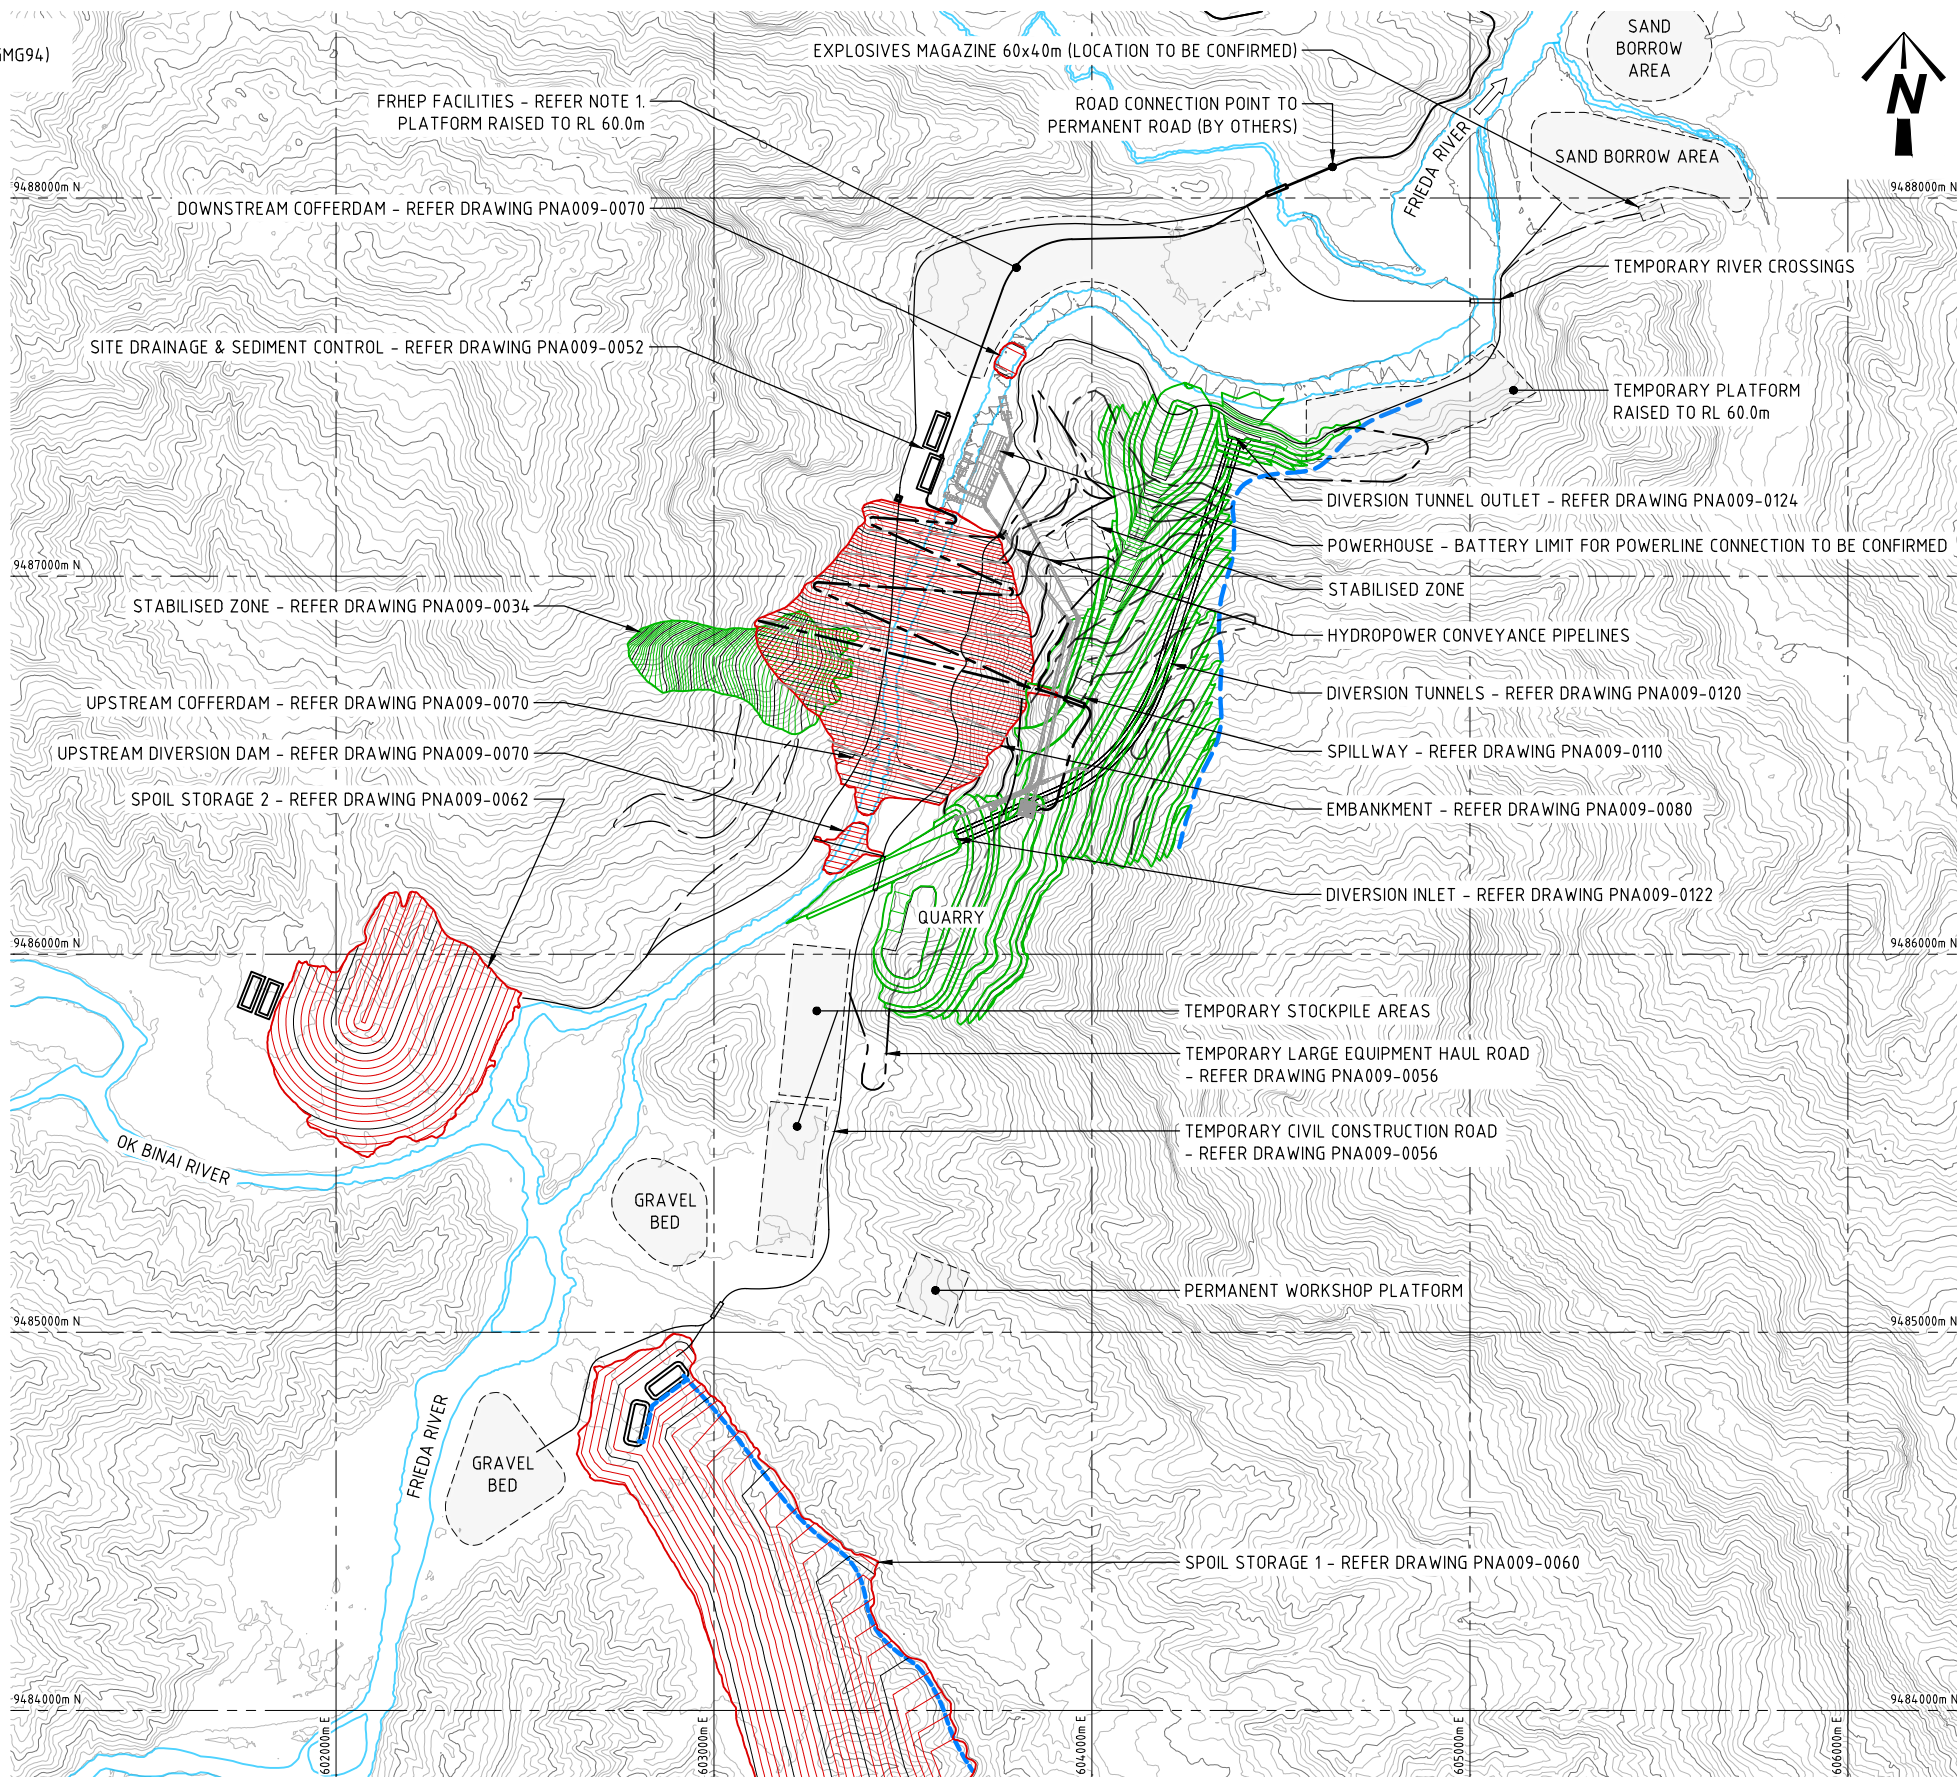 GMG94)
SAND
BORROW
AREA
N
EXPLOSIVES MAGAZINE 60x40m (LOCATION TO BE CONFIRMED)
FRHEP FACILITIES - REFER NOTE 1.
PLATFORM RAISED TO RL 60.0m
ROAD CONNECTION POINT TO
PERMANENT ROAD (BY OTHERS)
FRIEDA RIVER
SAND BORROW AREA
9488000m N
9488000m N
DOWNSTREAM COFFERDAM - REFER DRAWING PNA009-0070
TEMPORARY RIVER CROSSINGS
SITE DRAINAGE & SEDIMENT CONTROL - REFER DRAWING PNA009-0052
TEMPORARY PLATFORM
RAISED TO RL 60.0m
DIVERSION TUNNEL OUTLET - REFER DRAWING PNA009-0124
POWERHOUSE - BATTERY LIMIT FOR POWERLINE CONNECTION TO BE CONFIRMED
9487000m N
STABILISED ZONE
STABILISED ZONE - REFER DRAWING PNA009-0034
HYDROPOWER CONVEYANCE PIPELINES
DIVERSION TUNNELS - REFER DRAWING PNA009-0120
UPSTREAM COFFERDAM - REFER DRAWING PNA009-0070
UPSTREAM DIVERSION DAM - REFER DRAWING PNA009-0070
SPILLWAY - REFER DRAWING PNA009-0110
SPOIL STORAGE 2 - REFER DRAWING PNA009-0062
EMBANKMENT - REFER DRAWING PNA009-0080
DIVERSION INLET - REFER DRAWING PNA009-0122
QUARRY
9486000m N
9486000m N
TEMPORARY STOCKPILE AREAS
TEMPORARY LARGE EQUIPMENT HAUL ROAD
- REFER DRAWING PNA009-0056
TEMPORARY CIVIL CONSTRUCTION ROAD
- REFER DRAWING PNA009-0056
OK BINAI RIVER
GRAVEL
BED
PERMANENT WORKSHOP PLATFORM
9485000m N
9485000m N
FRIEDA RIVER
GRAVEL
BED
SPOIL STORAGE 1 - REFER DRAWING PNA009-0060
9484000m N
9484000m N
602000m E
603000m E
604000m E
605000m E
606000m E